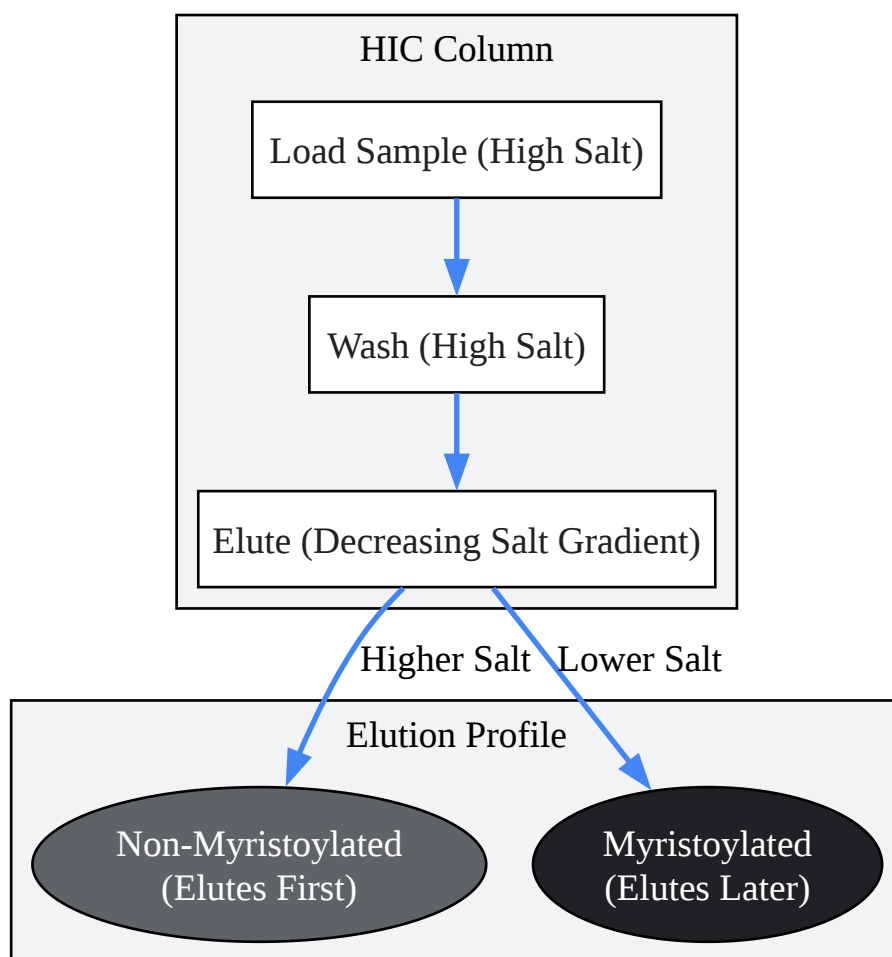 HIC Column
Load Sample (High Salt)
Wash (High Salt)
Elute (Decreasing Salt Gradient)
Higher Salt
Lower Salt
Elution Profile
Non-Myristoylated
(Elutes First)
Myristoylated
(Elutes Later)